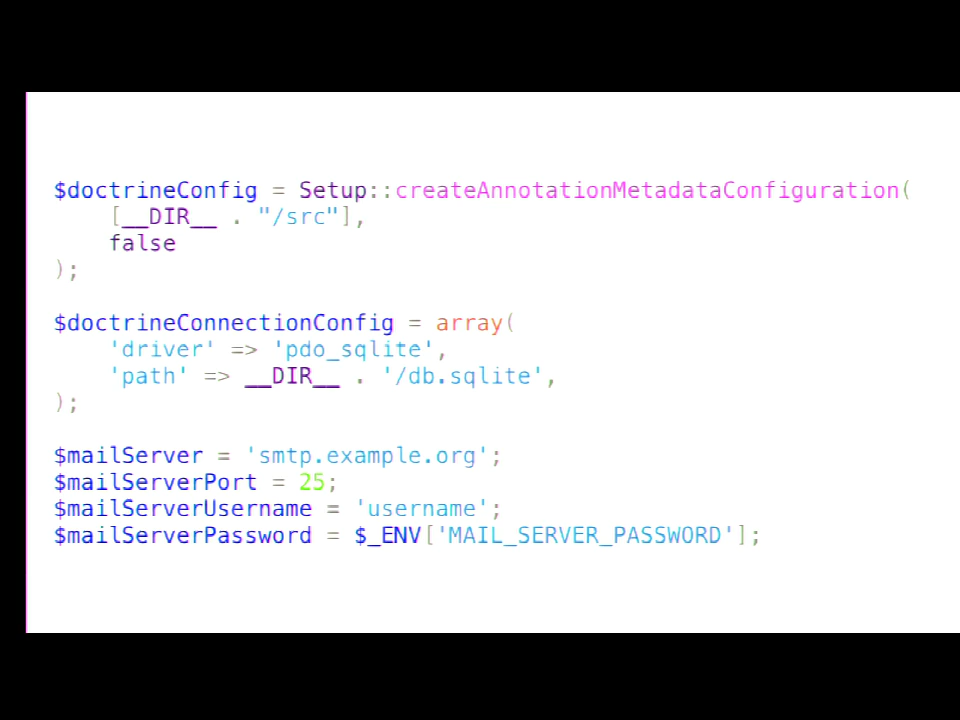 $doctrineConfig = Setup::createAnnotationMetadataConfiguration(
    [__DIR__ . "/src"],
    false
);

$doctrineConnectionConfig = array(
    'driver' => 'pdo_sqlite',
    'path' => __DIR__ . '/db.sqlite',
);

$mailServer = 'smtp.example.org';
$mailServerPort = 25;
$mailServerUsername = 'username';
$mailServerPassword = $_ENV['MAIL_SERVER_PASSWORD'];